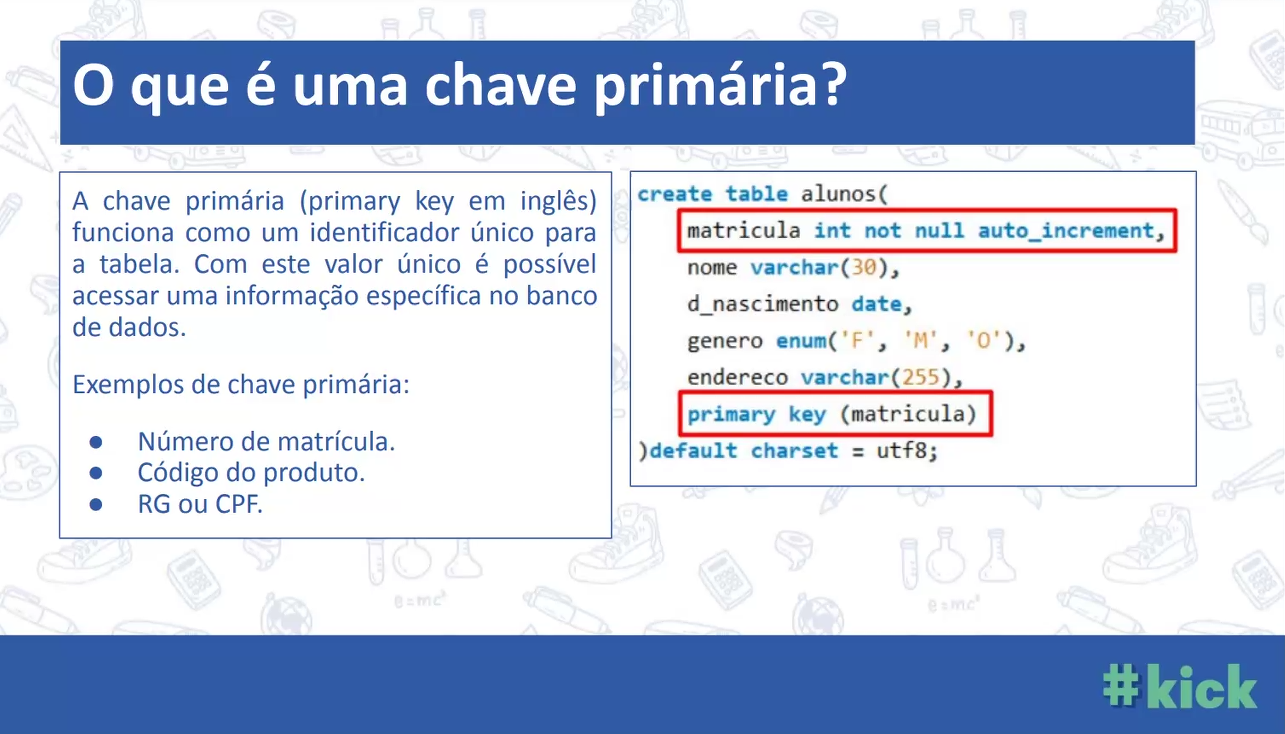 O que é uma chave primária?
A chave primária (primary key em inglês)
funciona como um identificador único para
a tabela. Com este valor único é possível
acessar uma informação específica no banco
de dados.
Exemplos de chave primária:
● Número de matrícula.
● Código do produto.
● RG ou CPF.
create table alunos(
matricula int not null auto_increment,
nome varchar(30),
d_nascimento date,
genero enum('F', 'M', 'O'),
endereco varchar(255),
primary key (matricula)
)default charset = utf8;
e=mc²
e=mc²
#kick